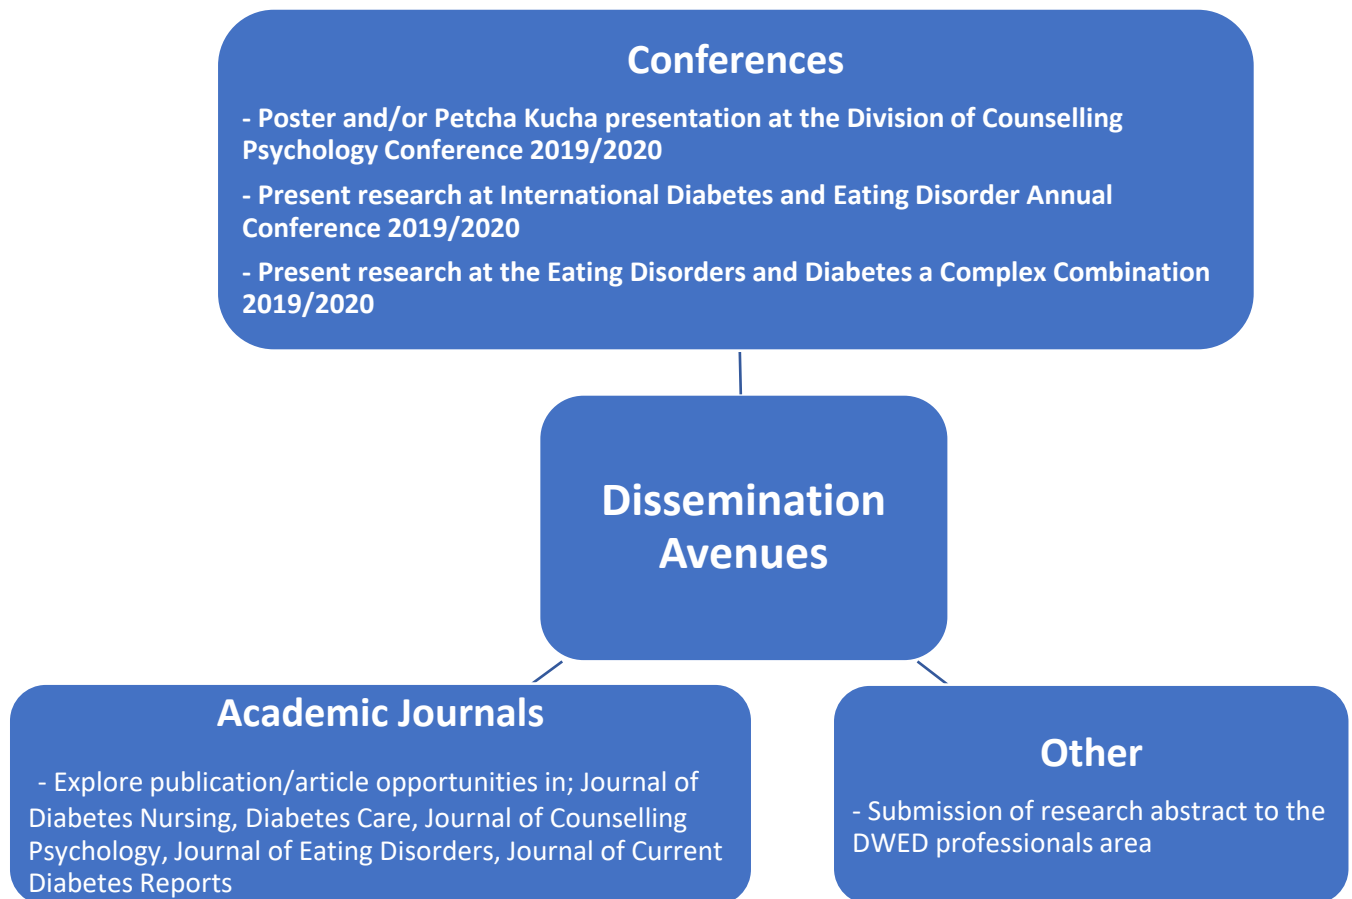 Conferences
- Poster and/or Petcha Kucha presentation at the Division of Counselling
Psychology Conference 2019/2020
- Present research at International Diabetes and Eating Disorder Annual
Conference 2019/2020
- Present research at the Eating Disorders and Diabetes a Complex Combination
2019/2020
Dissemination
Avenues
Academic Journals
- Explore publication/article opportunities in; Journal of
Diabetes Nursing, Diabetes Care, Journal of Counselling
Psychology, Journal of Eating Disorders, Journal of Current
Diabetes Reports
Other
- Submission of research abstract to the
DWED professionals area